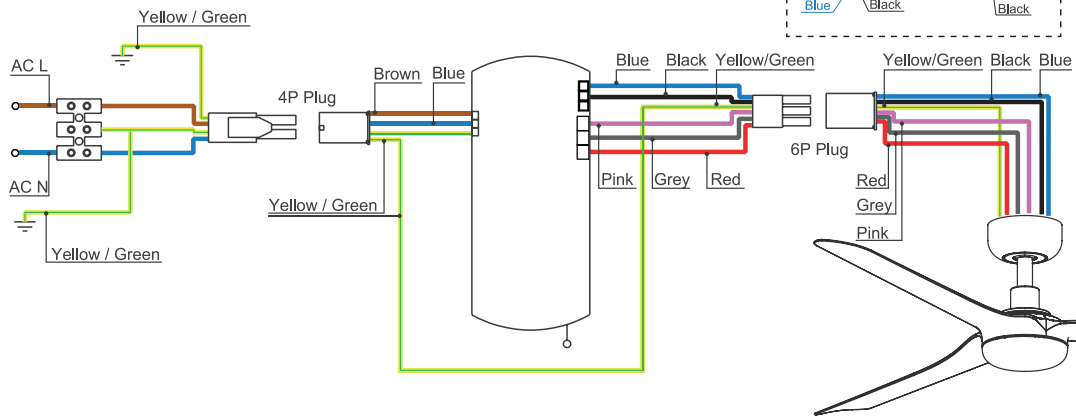 Blue
Black
Black
Yellow / Green
AC L
4P Plug
Brown
Blue
Blue
Black
Yellow/Green
Yellow/Green
Black
Blue
6P Plug
AC N
Pink
Grey
Red
Red
Grey
Pink
Yellow / Green
Yellow / Green